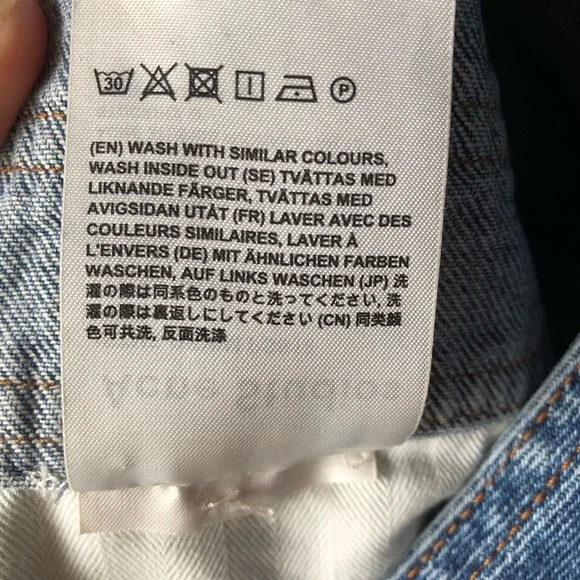 30 P
(EN) WASH WITH SIMILAR COLOURS,
WASH INSIDE OUT (SE) TVÄTTAS MED
LIKNANDE FÄRGER, TVÄTTAS MED
AVIGSIDAN UTÅT (FR) LAVER AVEC DES
COULEURS SIMILAIRES, LAVER À
L'ENVERS (DE) MIT ÄHNLICHEN FARBEN
WASCHEN, AUF LINKS WASCHEN (JP) 洗
濯の際は同系色のものと洗ってください, 洗
濯の際は裏返しにしてください (CN) 同类颜
色可共洗, 反面洗涤
Acne Studios